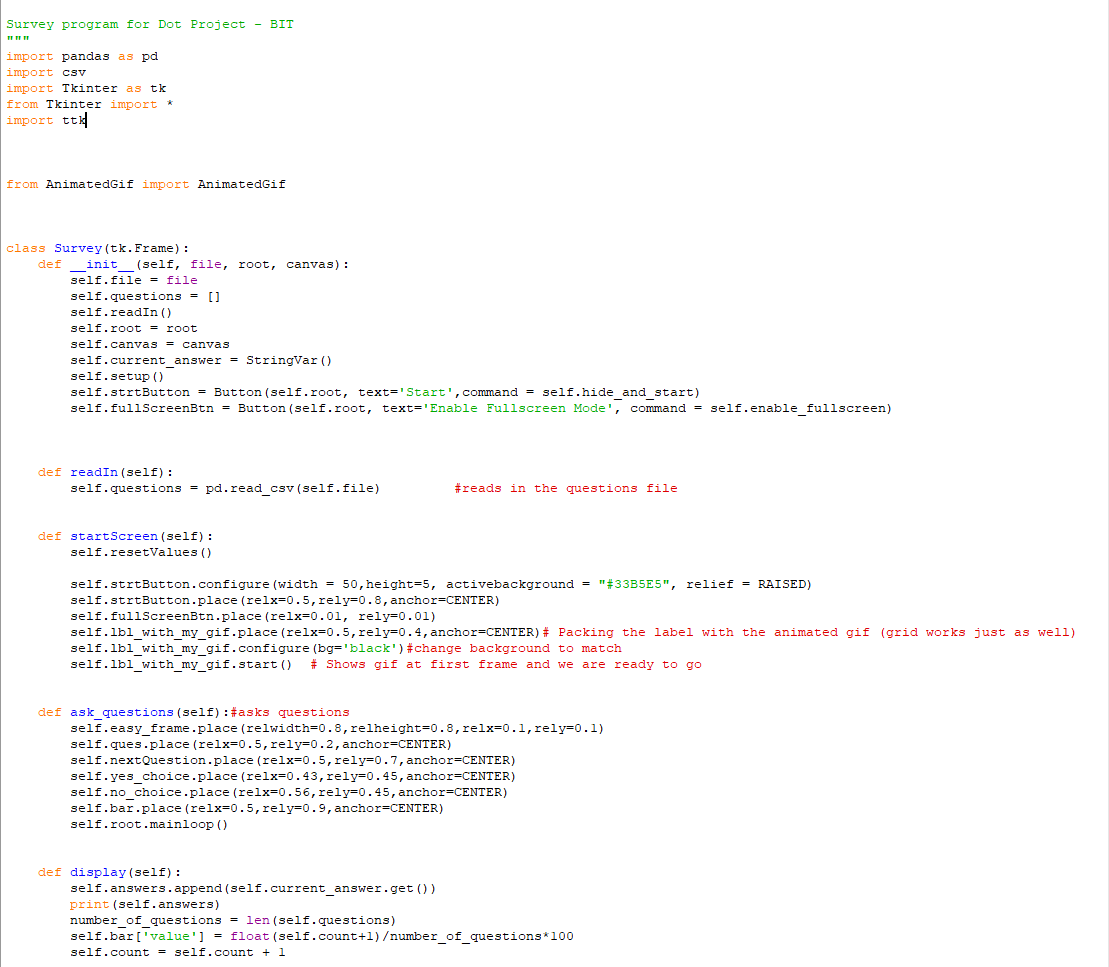 Survey program for Dot Project - BIT
"""
import pandas as pd
import csv
import Tkinter as tk
from Tkinter import *
import ttk
from AnimatedGif import AnimatedGif
class Survey(tk.Frame):
    def __init__(self, file, root, canvas):
        self.file = file
        self.questions = []
        self.readIn()
        self.root = root
        self.canvas = canvas
        self.current_answer = StringVar()
        self.setup()
        self.strtButton = Button(self.root, text='Start',command = self.hide_and_start)
        self.fullScreenBtn = Button(self.root, text='Enable Fullscreen Mode', command = self.enable_fullscreen)
    def readIn(self):
        self.questions = pd.read_csv(self.file)         #reads in the questions file
    def startScreen(self):
        self.resetValues()
        self.strtButton.configure(width = 50,height=5, activebackground = "#33B5E5", relief = RAISED)
        self.strtButton.place(relx=0.5,rely=0.8,anchor=CENTER)
        self.fullScreenBtn.place(relx=0.01, rely=0.01)
        self.lbl_with_my_gif.place(relx=0.5,rely=0.4,anchor=CENTER)# Packing the label with the animated gif (grid works just as well)
        self.lbl_with_my_gif.configure(bg='black')#change background to match
        self.lbl_with_my_gif.start()  # Shows gif at first frame and we are ready to go
    def ask_questions(self):#asks questions
        self.easy_frame.place(relwidth=0.8,relheight=0.8,relx=0.1,rely=0.1)
        self.ques.place(relx=0.5,rely=0.2,anchor=CENTER)
        self.nextQuestion.place(relx=0.5,rely=0.7,anchor=CENTER)
        self.yes_choice.place(relx=0.43,rely=0.45,anchor=CENTER)
        self.no_choice.place(relx=0.56,rely=0.45,anchor=CENTER)
        self.bar.place(relx=0.5,rely=0.9,anchor=CENTER)
        self.root.mainloop()
    def display(self):
        self.answers.append(self.current_answer.get())
        print(self.answers)
        number_of_questions = len(self.questions)
        self.bar['value'] = float(self.count+1)/number_of_questions*100
        self.count = self.count + 1